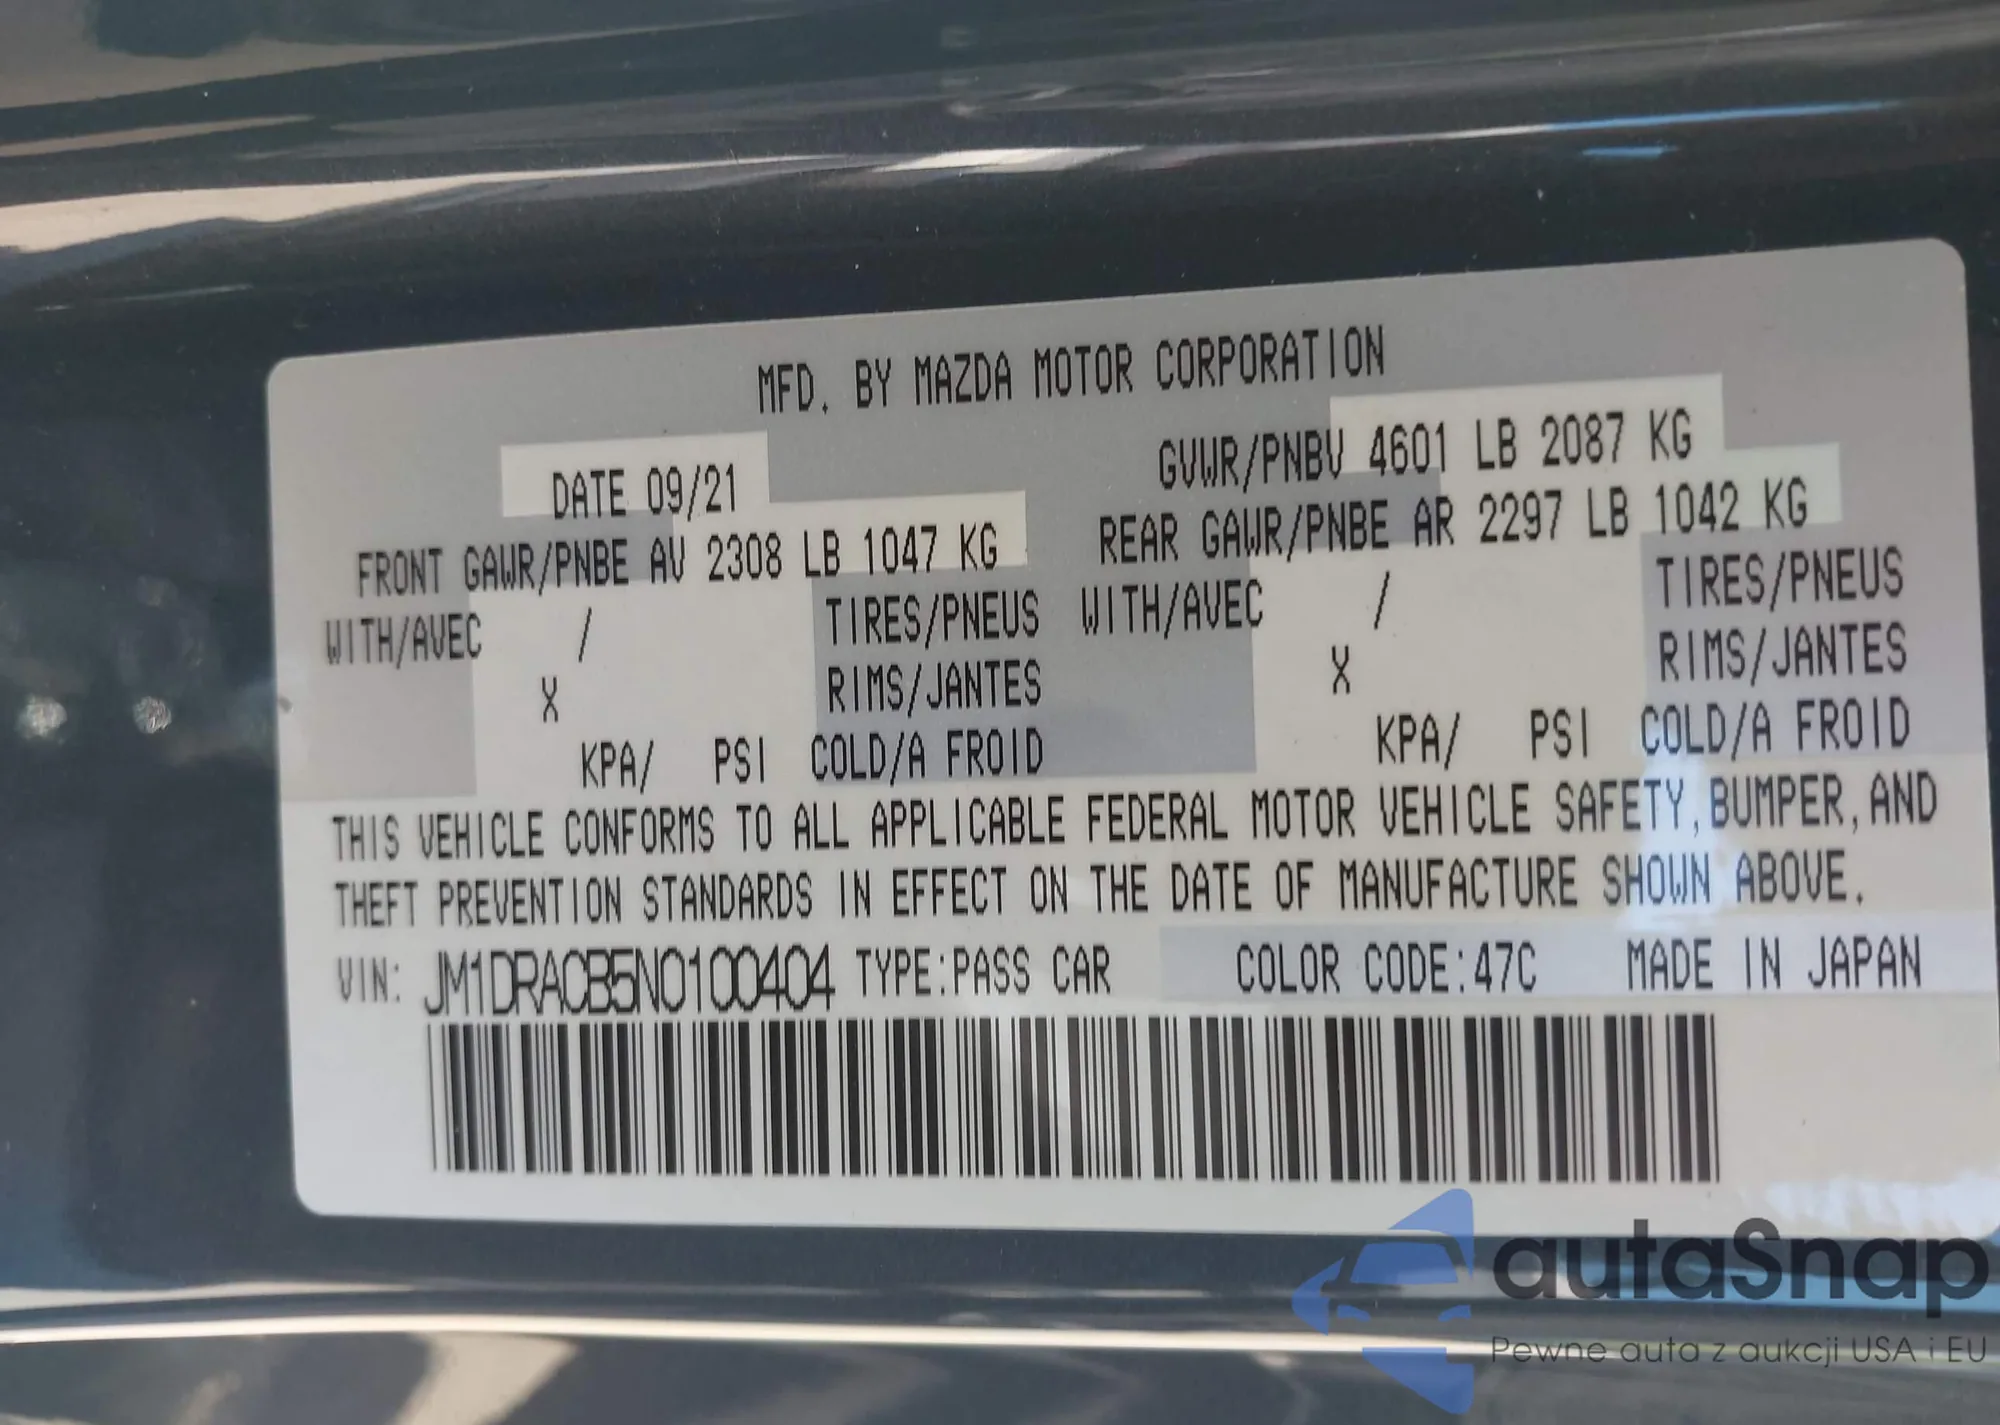 MFD. BY MAZDA MOTOR CORPORATION
DATE 09/21 GVWR/PNBV 4601 LB 2087 KG
FRONT GAWR/PNBE AV 2308 LB 1047 KG REAR GAWR/PNBE AR 2297 LB 1042 KG
WITH/AVEC / TIRES/PNEUS WITH/AVEC / TIRES/PNEUS
X RIMS/JANTES X RIMS/JANTES
KPA/ PSI COLD/A FROID KPA/ PSI COLD/A FROID
THIS VEHICLE CONFORMS TO ALL APPLICABLE FEDERAL MOTOR VEHICLE SAFETY, BUMPER, AND
THEFT PREVENTION STANDARDS IN EFFECT ON THE DATE OF MANUFACTURE SHOWN ABOVE.
VIN: JM1DRACB5N0100404 TYPE:PASS CAR COLOR CODE:47C MADE IN JAPAN
autaSnap
Pewne auta z aukcji USA i EU